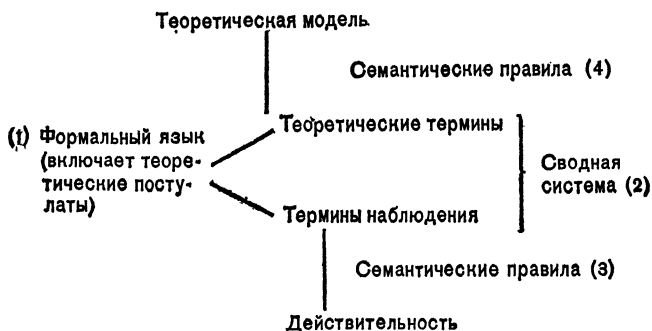 Теоретическая модель
Семантические правила (4)
(1) Формальный язык
(включает теоре-
тические посту-
латы)
Теоретические термины
Сводная
система (2)
Термины наблюдения
Семантические правила (3)
Действительность